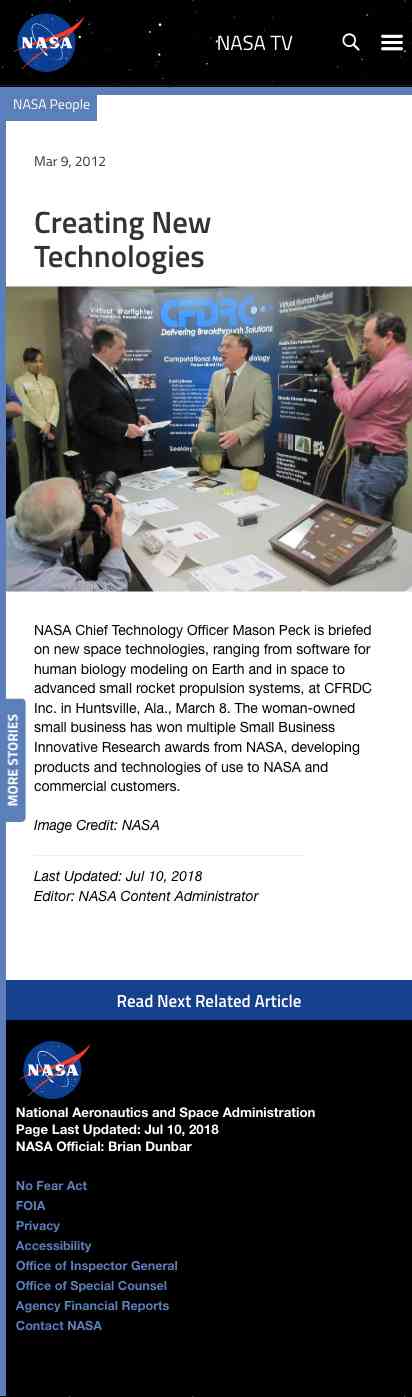 NASA
NASA TV
NASA People
Mar 9, 2012
Creating New
Technologies
Virtual Warfighter
CFDRC
Delivering Breakthrough Solutions
Virtual Human/Patient
Computational
NASA Chief Technology Officer Mason Peck is briefed
on new space technologies, ranging from software for
human biology modeling on Earth and in space to
advanced small rocket propulsion systems, at CFRDC
Inc. in Huntsville, Ala., March 8. The woman-owned
small business has won multiple Small Business
Innovative Research awards from NASA, developing
products and technologies of use to NASA and
commercial customers.
MORE STORIES
Image Credit: NASA
Last Updated: Jul 10, 2018
Editor: NASA Content Administrator
Read Next Related Article
NASA
National Aeronautics and Space Administration
Page Last Updated: Jul 10, 2018
NASA Official: Brian Dunbar
No Fear Act
FOIA
Privacy
Accessibility
Office of Inspector General
Office of Special Counsel
Agency Financial Reports
Contact NASA